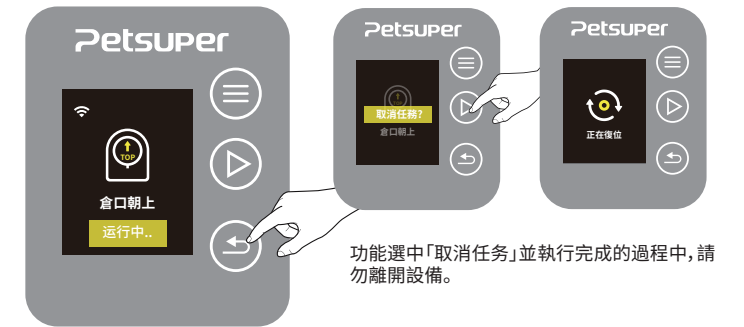 Petsuper
TOP
倉口朝上
运行中..
Petsuper
TOP
取消任務?
倉口朝上
Petsuper
正在復位
功能選中「取消任务」並執行完成的過程中,請
勿離開設備。